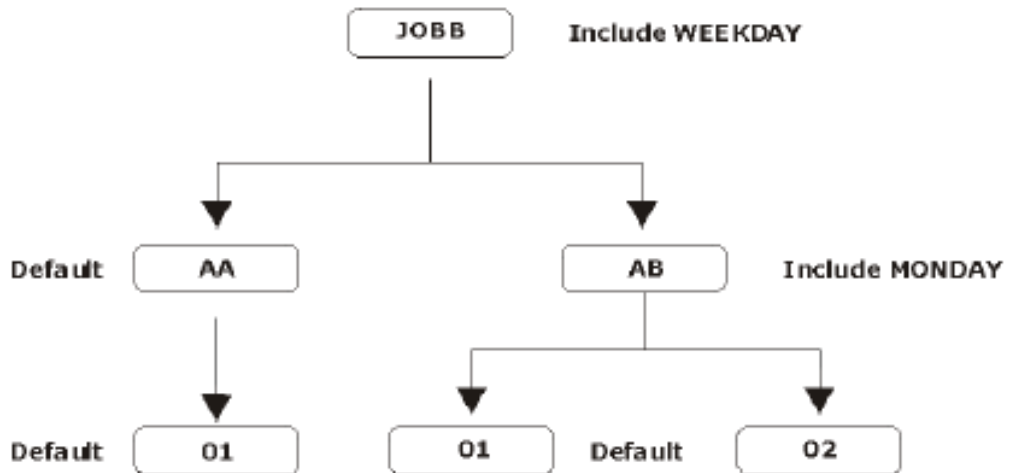 JOBB Include WEEKDAY
Default AA AB Include MONDAY
Default 01 01 Default 02